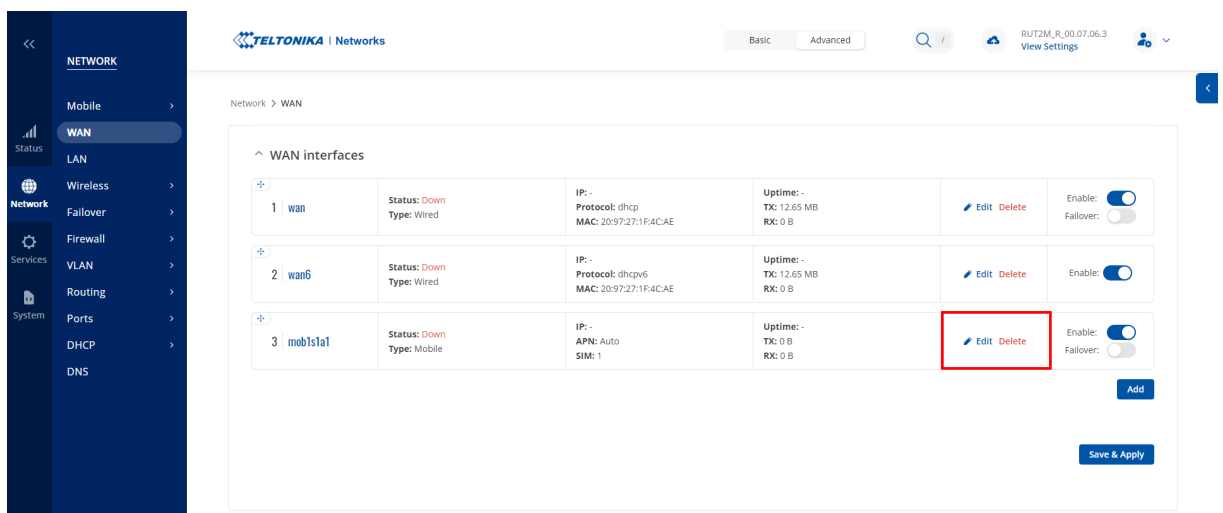 TELTONIKA | Networks
Basic Advanced
/
RUT2M_R_00.07.06.3
View Settings
NETWORK
Mobile
WAN
LAN
Wireless
Failover
Firewall
VLAN
Routing
Ports
DHCP
DNS
Status
Network
Services
System
Network > WAN
WAN interfaces
1 wan
Status: Down
Type: Wired
IP: -
Protocol: dhcp
MAC: 20:97:27:1F:4C:AE
Uptime: -
TX: 12.65 MB
RX: 0 B
Edit Delete
Enable:
Failover:
2 wan6
Status: Down
Type: Wired
IP: -
Protocol: dhcpv6
MAC: 20:97:27:1F:4C:AE
Uptime: -
TX: 12.65 MB
RX: 0 B
Edit Delete
Enable:
3 mob1s1a1
Status: Down
Type: Mobile
IP: -
APN: Auto
SIM: 1
Uptime: -
TX: 0 B
RX: 0 B
Edit Delete
Enable:
Failover:
Add
Save & Apply